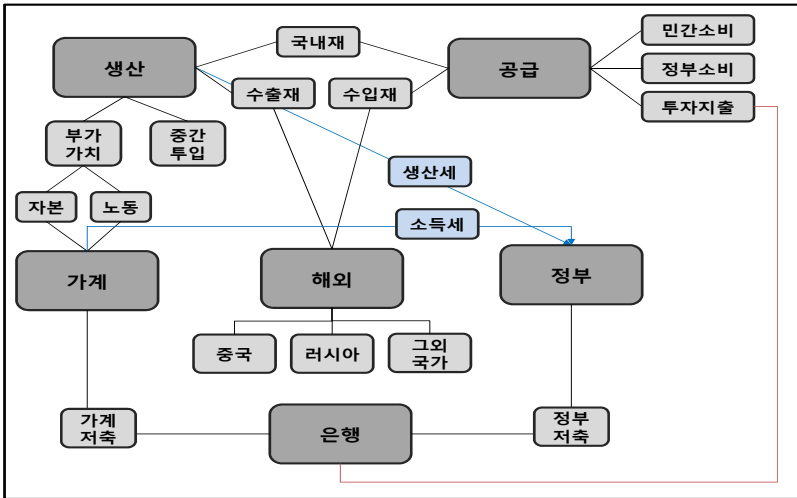 국내재
민간소비
생산
공급
정부소비
수출재
수입재
투자지출
부가
가치
중간
투입
생산세
자본
노동
소득세
가계
해외
정부
중국
러시아
그외
국가
가계
저축
은행
정부
저축